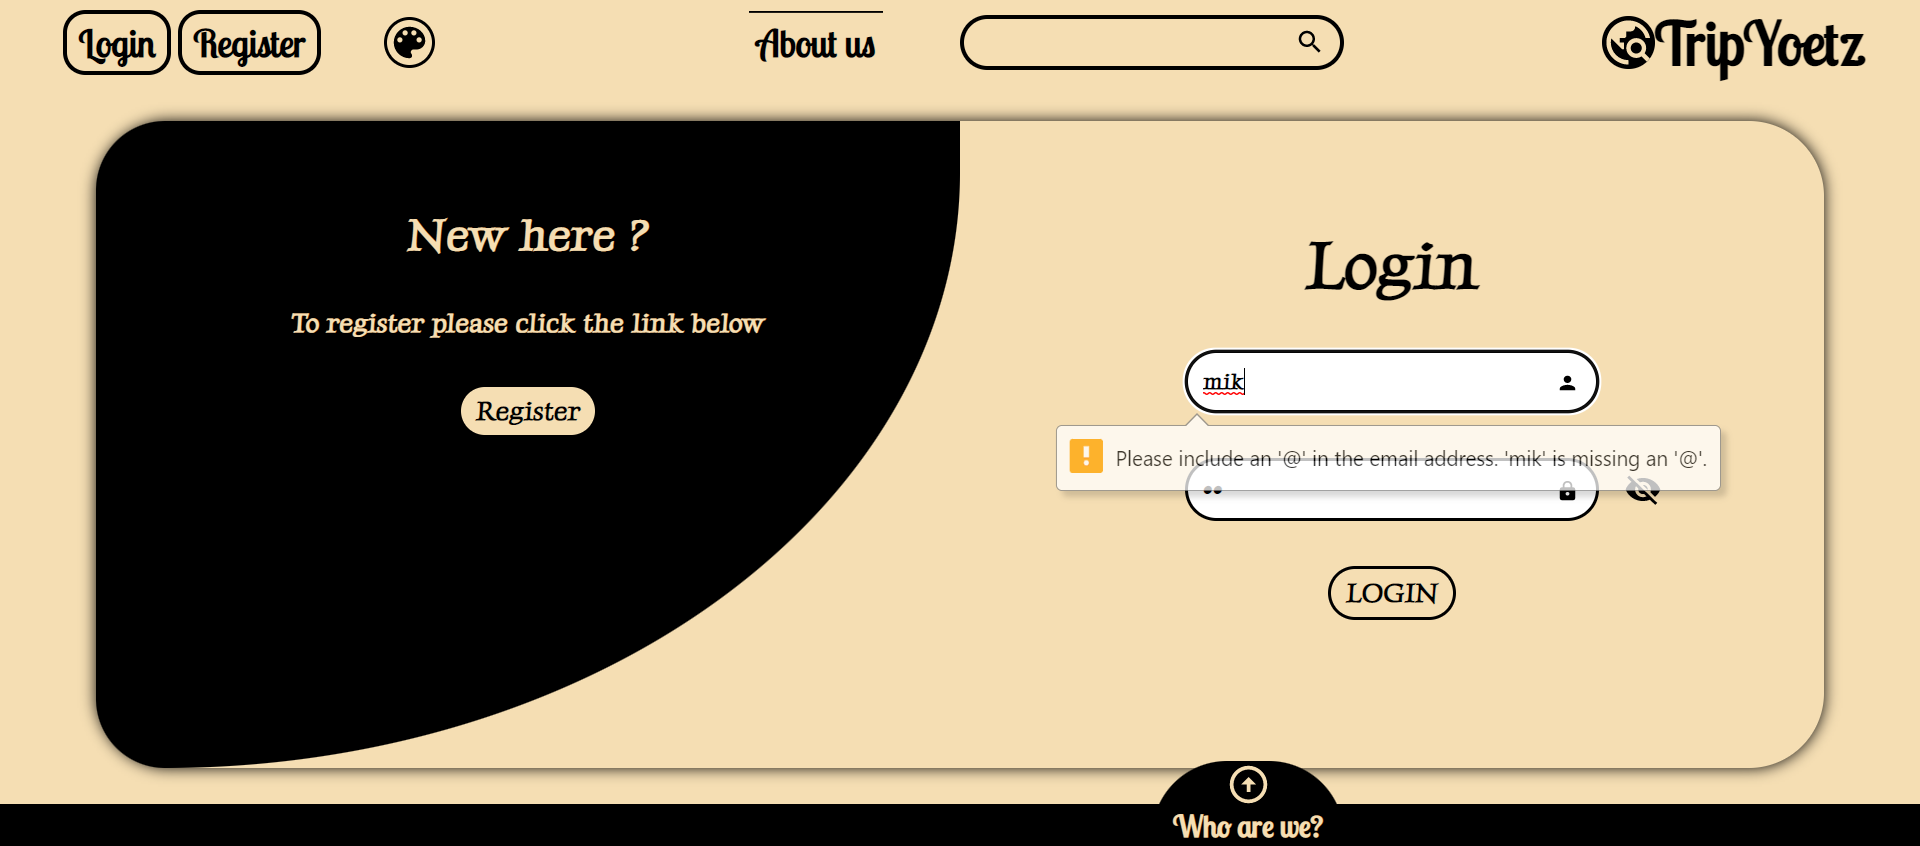 Login
Register
About us
TripYoetz
New here ?
To register please click the link below
Register
Login
mik
Please include an '@' in the email address. 'mik' is missing an '@'.
LOGIN
Who are we?